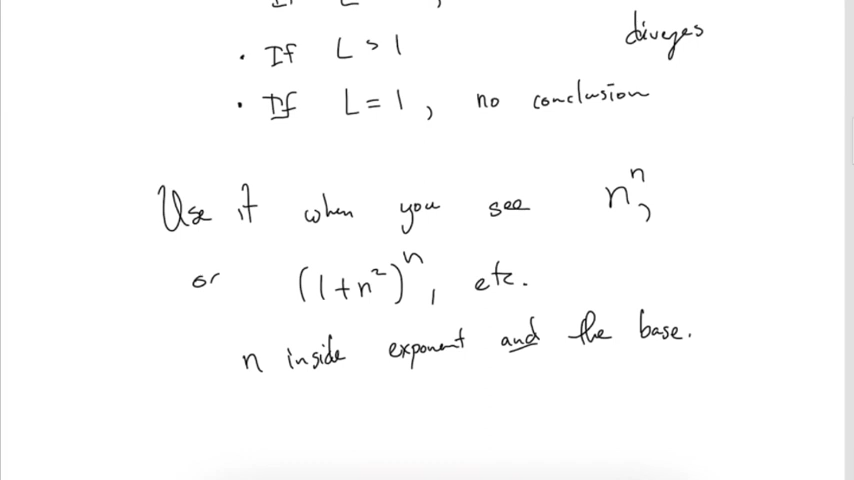 · If L > 1 diverges
· If L = 1, no conclusion
Use it when you see n^n,
or (1+n^2)^n, etc.
n inside exponent and the base.